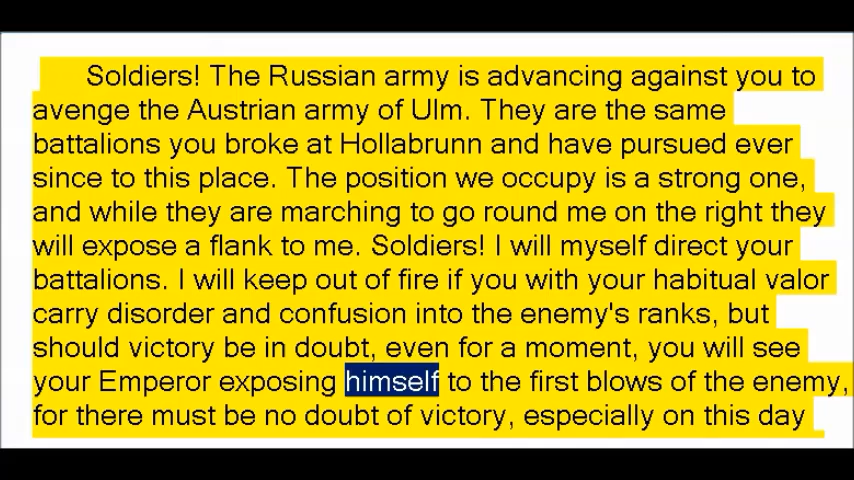 Soldiers! The Russian army is advancing against you to
avenge the Austrian army of Ulm. They are the same
battalions you broke at Hollabrunn and have pursued ever
since to this place. The position we occupy is a strong one,
and while they are marching to go round me on the right they
will expose a flank to me. Soldiers! I will myself direct your
battalions. I will keep out of fire if you with your habitual valor
carry disorder and confusion into the enemy's ranks, but
should victory be in doubt, even for a moment, you will see
your Emperor exposing himself to the first blows of the enemy,
for there must be no doubt of victory, especially on this day